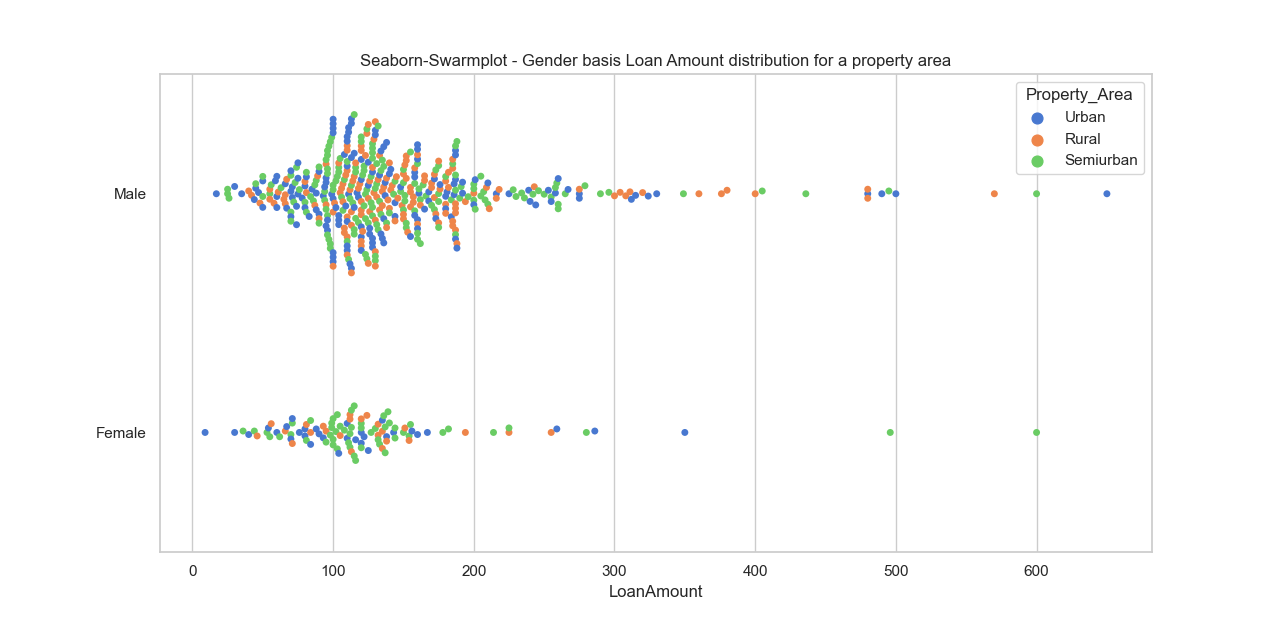 Seaborn-Swarmplot - Gender basis Loan Amount distribution for a property area
Property_Area
Urban
Rural
Semiurban
Male
Female
0 100 200 300 400 500 600
LoanAmount